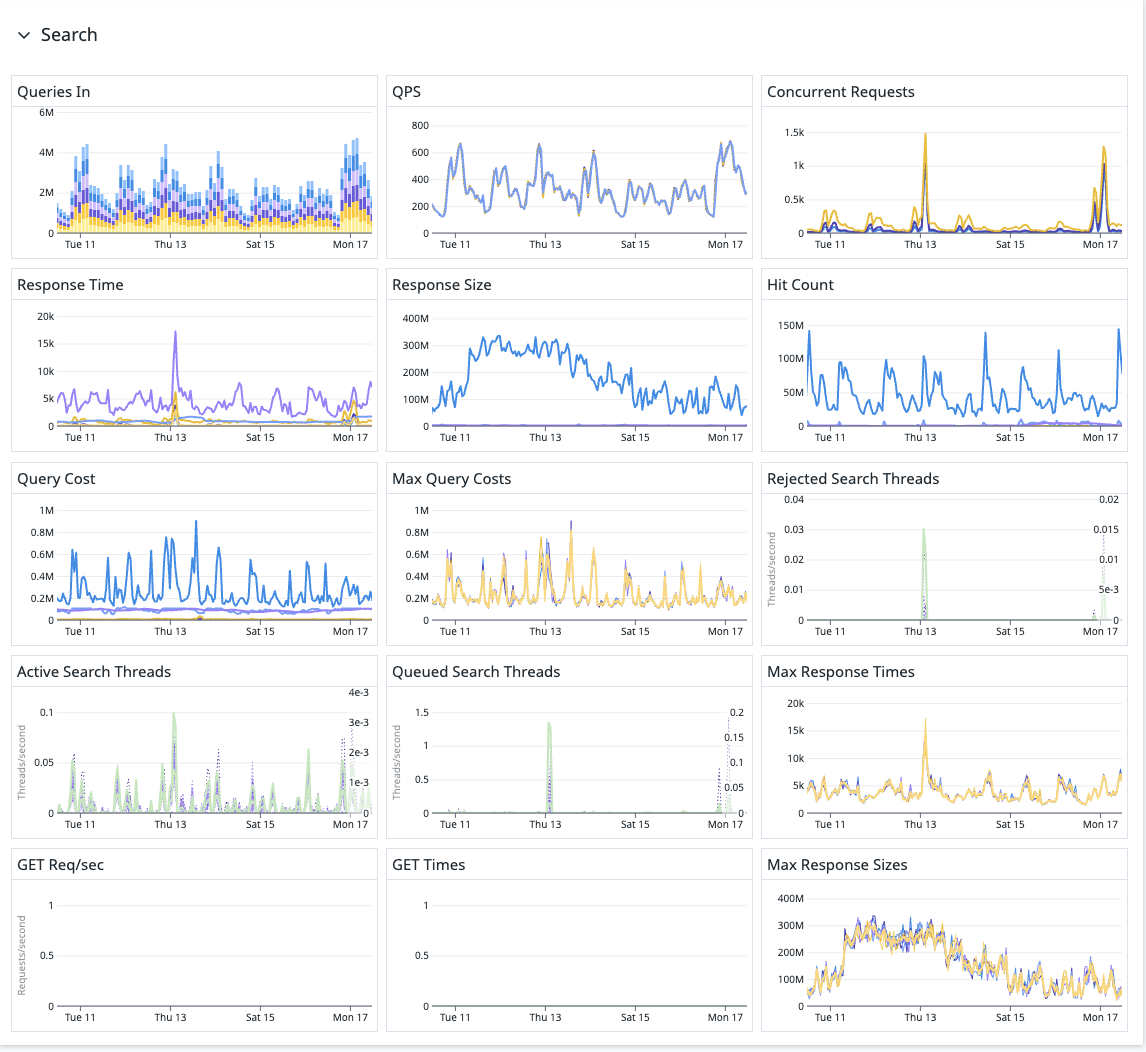 Search
Queries In
6M
4M
2M
0
Tue 11 Thu 13 Sat 15 Mon 17
QPS
800
600
400
200
0
Tue 11 Thu 13 Sat 15 Mon 17
Concurrent Requests
1.5k
1k
0.5k
0
Tue 11 Thu 13 Sat 15 Mon 17
Response Time
20k
15k
10k
5k
0
Tue 11 Thu 13 Sat 15 Mon 17
Response Size
400M
300M
200M
100M
0
Tue 11 Thu 13 Sat 15 Mon 17
Hit Count
150M
100M
50M
0
Tue 11 Thu 13 Sat 15 Mon 17
Query Cost
1M
0.8M
0.6M
0.4M
0.2M
0
Tue 11 Thu 13 Sat 15 Mon 17
Max Query Costs
1M
0.8M
0.6M
0.4M
0.2M
0
Tue 11 Thu 13 Sat 15 Mon 17
Rejected Search Threads
Threads/second
0.04 0.02
0.03 0.015
0.02 0.01
0.01 5e-3
0 0
Tue 11 Thu 13 Sat 15 Mon 17
Active Search Threads
Threads/second
4e-3
0.1 3e-3
0.05 2e-3
1e-3
0 0
Tue 11 Thu 13 Sat 15 Mon 17
Queued Search Threads
Threads/second
1.5 0.2
0.15
1 0.1
0.5 0.05
0 0
Tue 11 Thu 13 Sat 15 Mon 17
Max Response Times
20k
15k
10k
5k
0
Tue 11 Thu 13 Sat 15 Mon 17
GET Req/sec
Requests/second
1
0.5
0
Tue 11 Thu 13 Sat 15 Mon 17
GET Times
1
0.5
0
Tue 11 Thu 13 Sat 15 Mon 17
Max Response Sizes
400M
300M
200M
100M
0
Tue 11 Thu 13 Sat 15 Mon 17